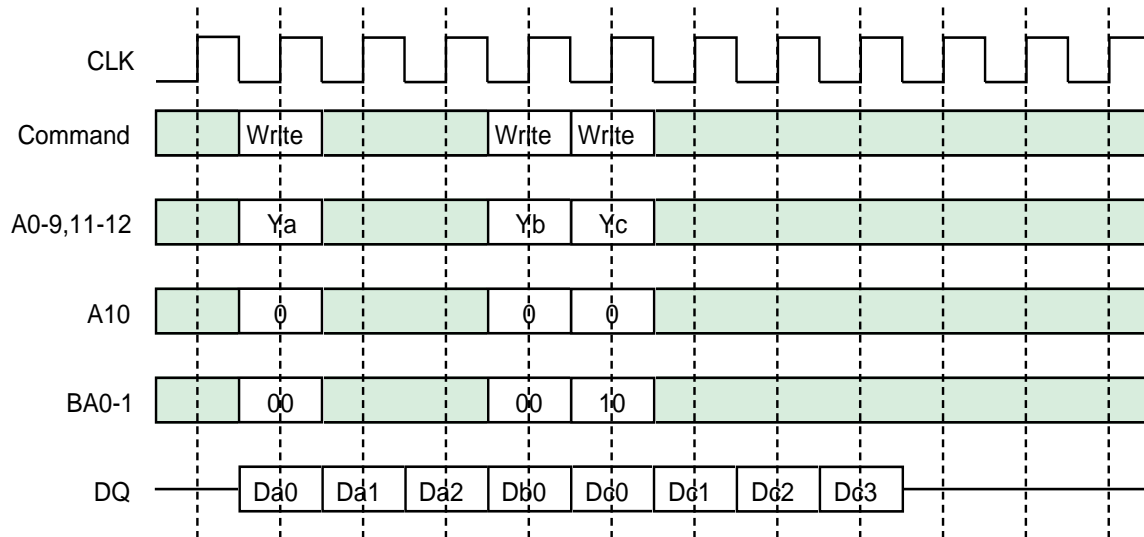 CLK
Command Write Write Write
A0-9,11-12 Ya Yb Yc
A10 0 0 0
BA0-1 00 00 10
DQ Da0 Da1 Da2 Db0 Dc0 Dc1 Dc2 Dc3